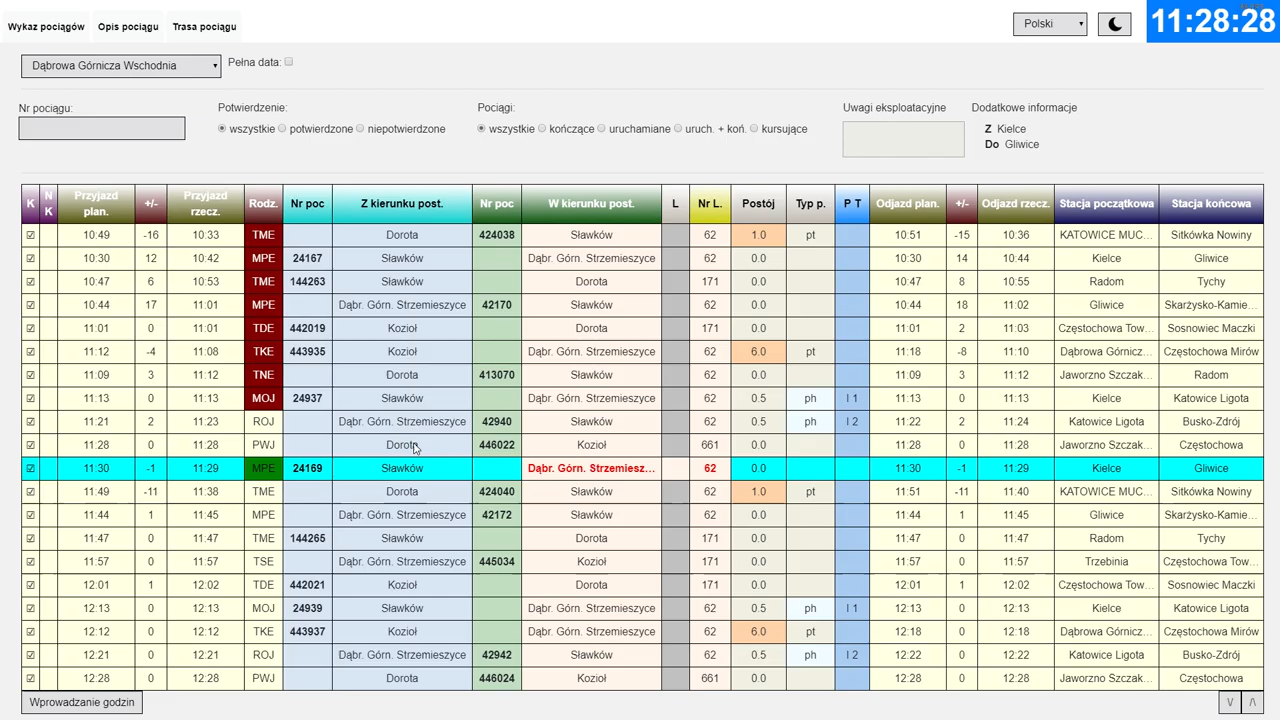 Wykaz pociągów Opis pociągu Trasa pociągu Polski 11:28:28
Dąbrowa Górnicza Wschodnia Pełna data:
Nr pociągu: Potwierdzenie: Pociągi: Uwagi eksploatacyjne Dodatkowe informacje
wszystkie potwierdzone niepotwierdzone wszystkie kończące uruchamiane uruch. + koń. kursujące Z Kielce
Do Gliwice
K N K Przyjazd plan. +/- Przyjazd rzecz. Rodz. Nr poc Z kierunku post. Nr poc W kierunku post. L Nr L. Postój Typ p. P T Odjazd plan. +/- Odjazd rzecz. Stacja początkowa Stacja końcowa
10:49 -16 10:33 TME Dorota 424038 Sławków 62 1.0 pt 10:51 -15 10:36 KATOWICE MUC... Sitkówka Nowiny
10:30 12 10:42 MPE 24167 Sławków Dąbr. Górn. Strzemieszyce 62 0.0 10:30 14 10:44 Kielce Gliwice
10:47 6 10:53 TME 144263 Sławków Dorota 171 0.0 10:47 8 10:55 Radom Tychy
10:44 17 11:01 MPE Dąbr. Górn. Strzemieszyce 42170 Sławków 62 0.0 10:44 18 11:02 Gliwice Skarżysko-Kamie...
11:01 0 11:01 TDE 442019 Kozioł Dorota 171 0.0 11:01 2 11:03 Częstochowa Tow... Sosnowiec Maczki
11:12 -4 11:08 TKE 443935 Kozioł Dąbr. Górn. Strzemieszyce 62 6.0 pt 11:18 -8 11:10 Dąbrowa Górnicz... Częstochowa Mirów
11:09 3 11:12 TNE Dorota 413070 Sławków 62 0.0 11:09 3 11:12 Jaworzno Szczak... Radom
11:13 0 11:13 MOJ 24937 Sławków Dąbr. Górn. Strzemieszyce 62 0.5 ph I 1 11:13 0 11:13 Kielce Katowice Ligota
11:21 2 11:23 ROJ Dąbr. Górn. Strzemieszyce 42940 Sławków 62 0.5 ph I 2 11:22 2 11:24 Katowice Ligota Busko-Zdrój
11:28 0 11:28 PWJ Dorota 446022 Kozioł 661 0.0 11:28 0 11:28 Jaworzno Szczak... Częstochowa
11:30 -1 11:29 MPE 24169 Sławków Dąbr. Górn. Strzemiesz... 62 0.0 11:30 -1 11:29 Kielce Gliwice
11:49 -11 11:38 TME Dorota 424040 Sławków 62 1.0 pt 11:51 -11 11:40 KATOWICE MUC... Sitkówka Nowiny
11:44 1 11:45 MPE Dąbr. Górn. Strzemieszyce 42172 Sławków 62 0.0 11:44 1 11:45 Gliwice Skarżysko-Kamie...
11:47 0 11:47 TME 144265 Sławków Dorota 171 0.0 11:47 0 11:47 Radom Tychy
11:57 0 11:57 TSE Dąbr. Górn. Strzemieszyce 445034 Kozioł 171 0.0 11:57 0 11:57 Trzebinia Częstochowa Tow...
12:01 1 12:02 TDE 442021 Kozioł Dorota 171 0.0 12:01 1 12:02 Częstochowa Tow... Sosnowiec Maczki
12:13 0 12:13 MOJ 24939 Sławków Dąbr. Górn. Strzemieszyce 62 0.5 ph I 1 12:13 0 12:13 Kielce Katowice Ligota
12:12 0 12:12 TKE 443937 Kozioł Dąbr. Górn. Strzemieszyce 62 6.0 pt 12:18 0 12:18 Dąbrowa Górnicz... Częstochowa Mirów
12:21 0 12:21 ROJ Dąbr. Górn. Strzemieszyce 42942 Sławków 62 0.5 ph I 2 12:22 0 12:22 Katowice Ligota Busko-Zdrój
12:28 0 12:28 PWJ Dorota 446024 Kozioł 661 0.0 12:28 0 12:28 Jaworzno Szczak... Częstochowa
Wprowadzanie godzin V Λ